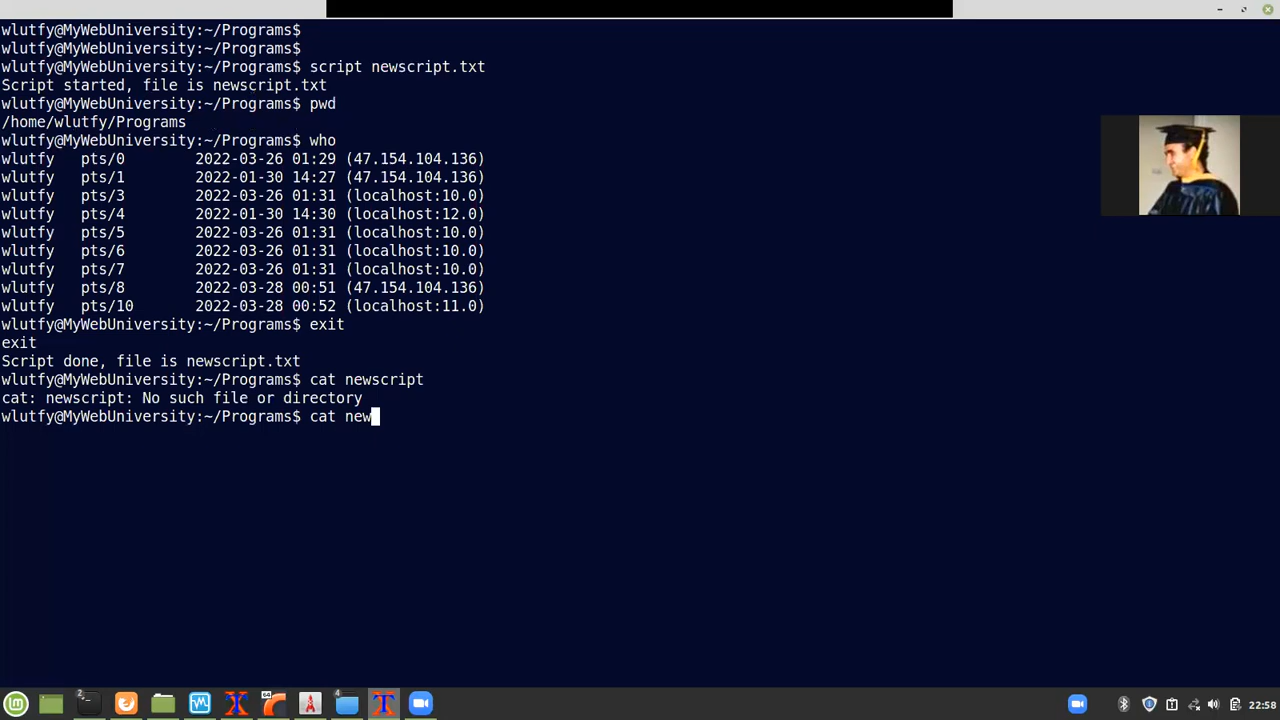 wlutfy@MyWebUniversity:~/Programs$
wlutfy@MyWebUniversity:~/Programs$
wlutfy@MyWebUniversity:~/Programs$ script newscript.txt
Script started, file is newscript.txt
wlutfy@MyWebUniversity:~/Programs$ pwd
/home/wlutfy/Programs
wlutfy@MyWebUniversity:~/Programs$ who
wlutfy   pts/0        2022-03-26 01:29 (47.154.104.136)
wlutfy   pts/1        2022-01-30 14:27 (47.154.104.136)
wlutfy   pts/3        2022-03-26 01:31 (localhost:10.0)
wlutfy   pts/4        2022-01-30 14:30 (localhost:12.0)
wlutfy   pts/5        2022-03-26 01:31 (localhost:10.0)
wlutfy   pts/6        2022-03-26 01:31 (localhost:10.0)
wlutfy   pts/7        2022-03-26 01:31 (localhost:10.0)
wlutfy   pts/8        2022-03-28 00:51 (47.154.104.136)
wlutfy   pts/10       2022-03-28 00:52 (localhost:11.0)
wlutfy@MyWebUniversity:~/Programs$ exit
exit
Script done, file is newscript.txt
wlutfy@MyWebUniversity:~/Programs$ cat newscript
cat: newscript: No such file or directory
wlutfy@MyWebUniversity:~/Programs$ cat new
2 64 4 22:58